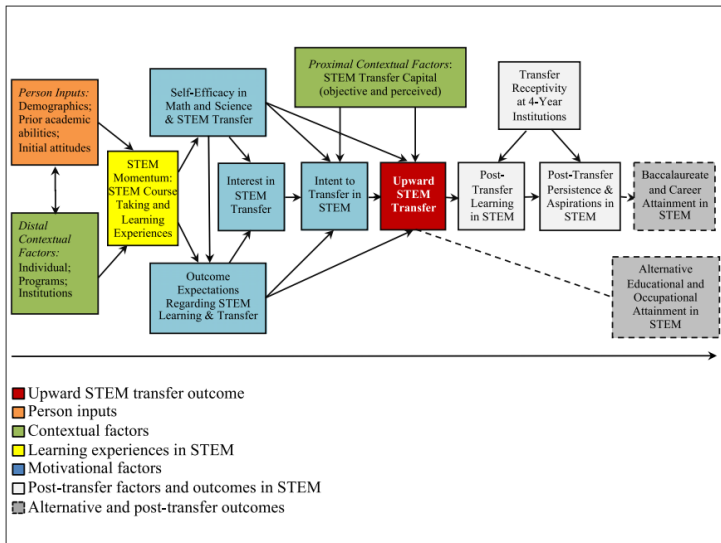 Person Inputs:
Demographics;
Prior academic
abilities;
Initial attitudes
Distal
Contextual
Factors:
Individual;
Programs;
Institutions
STEM
Momentum:
STEM Course
Taking and
Learning
Experiences
Self-Efficacy in
Math and Science
& STEM Transfer
Interest in
STEM
Transfer
Outcome
Expectations
Regarding STEM
Learning & Transfer
Proximal Contextual Factors:
STEM Transfer Capital
(objective and perceived)
Intent to
Transfer in
STEM
Upward
STEM
Transfer
Transfer
Receptivity
at 4-Year
Institutions
Post-
Transfer
Learning
in STEM
Post-Transfer
Persistence &
Aspirations in
STEM
Baccalaureate
and Career
Attainment in
STEM
Alternative
Educational and
Occupational
Attainment in
STEM
Upward STEM transfer outcome
Person inputs
Contextual factors
Learning experiences in STEM
Motivational factors
Post-transfer factors and outcomes in STEM
Alternative and post-transfer outcomes